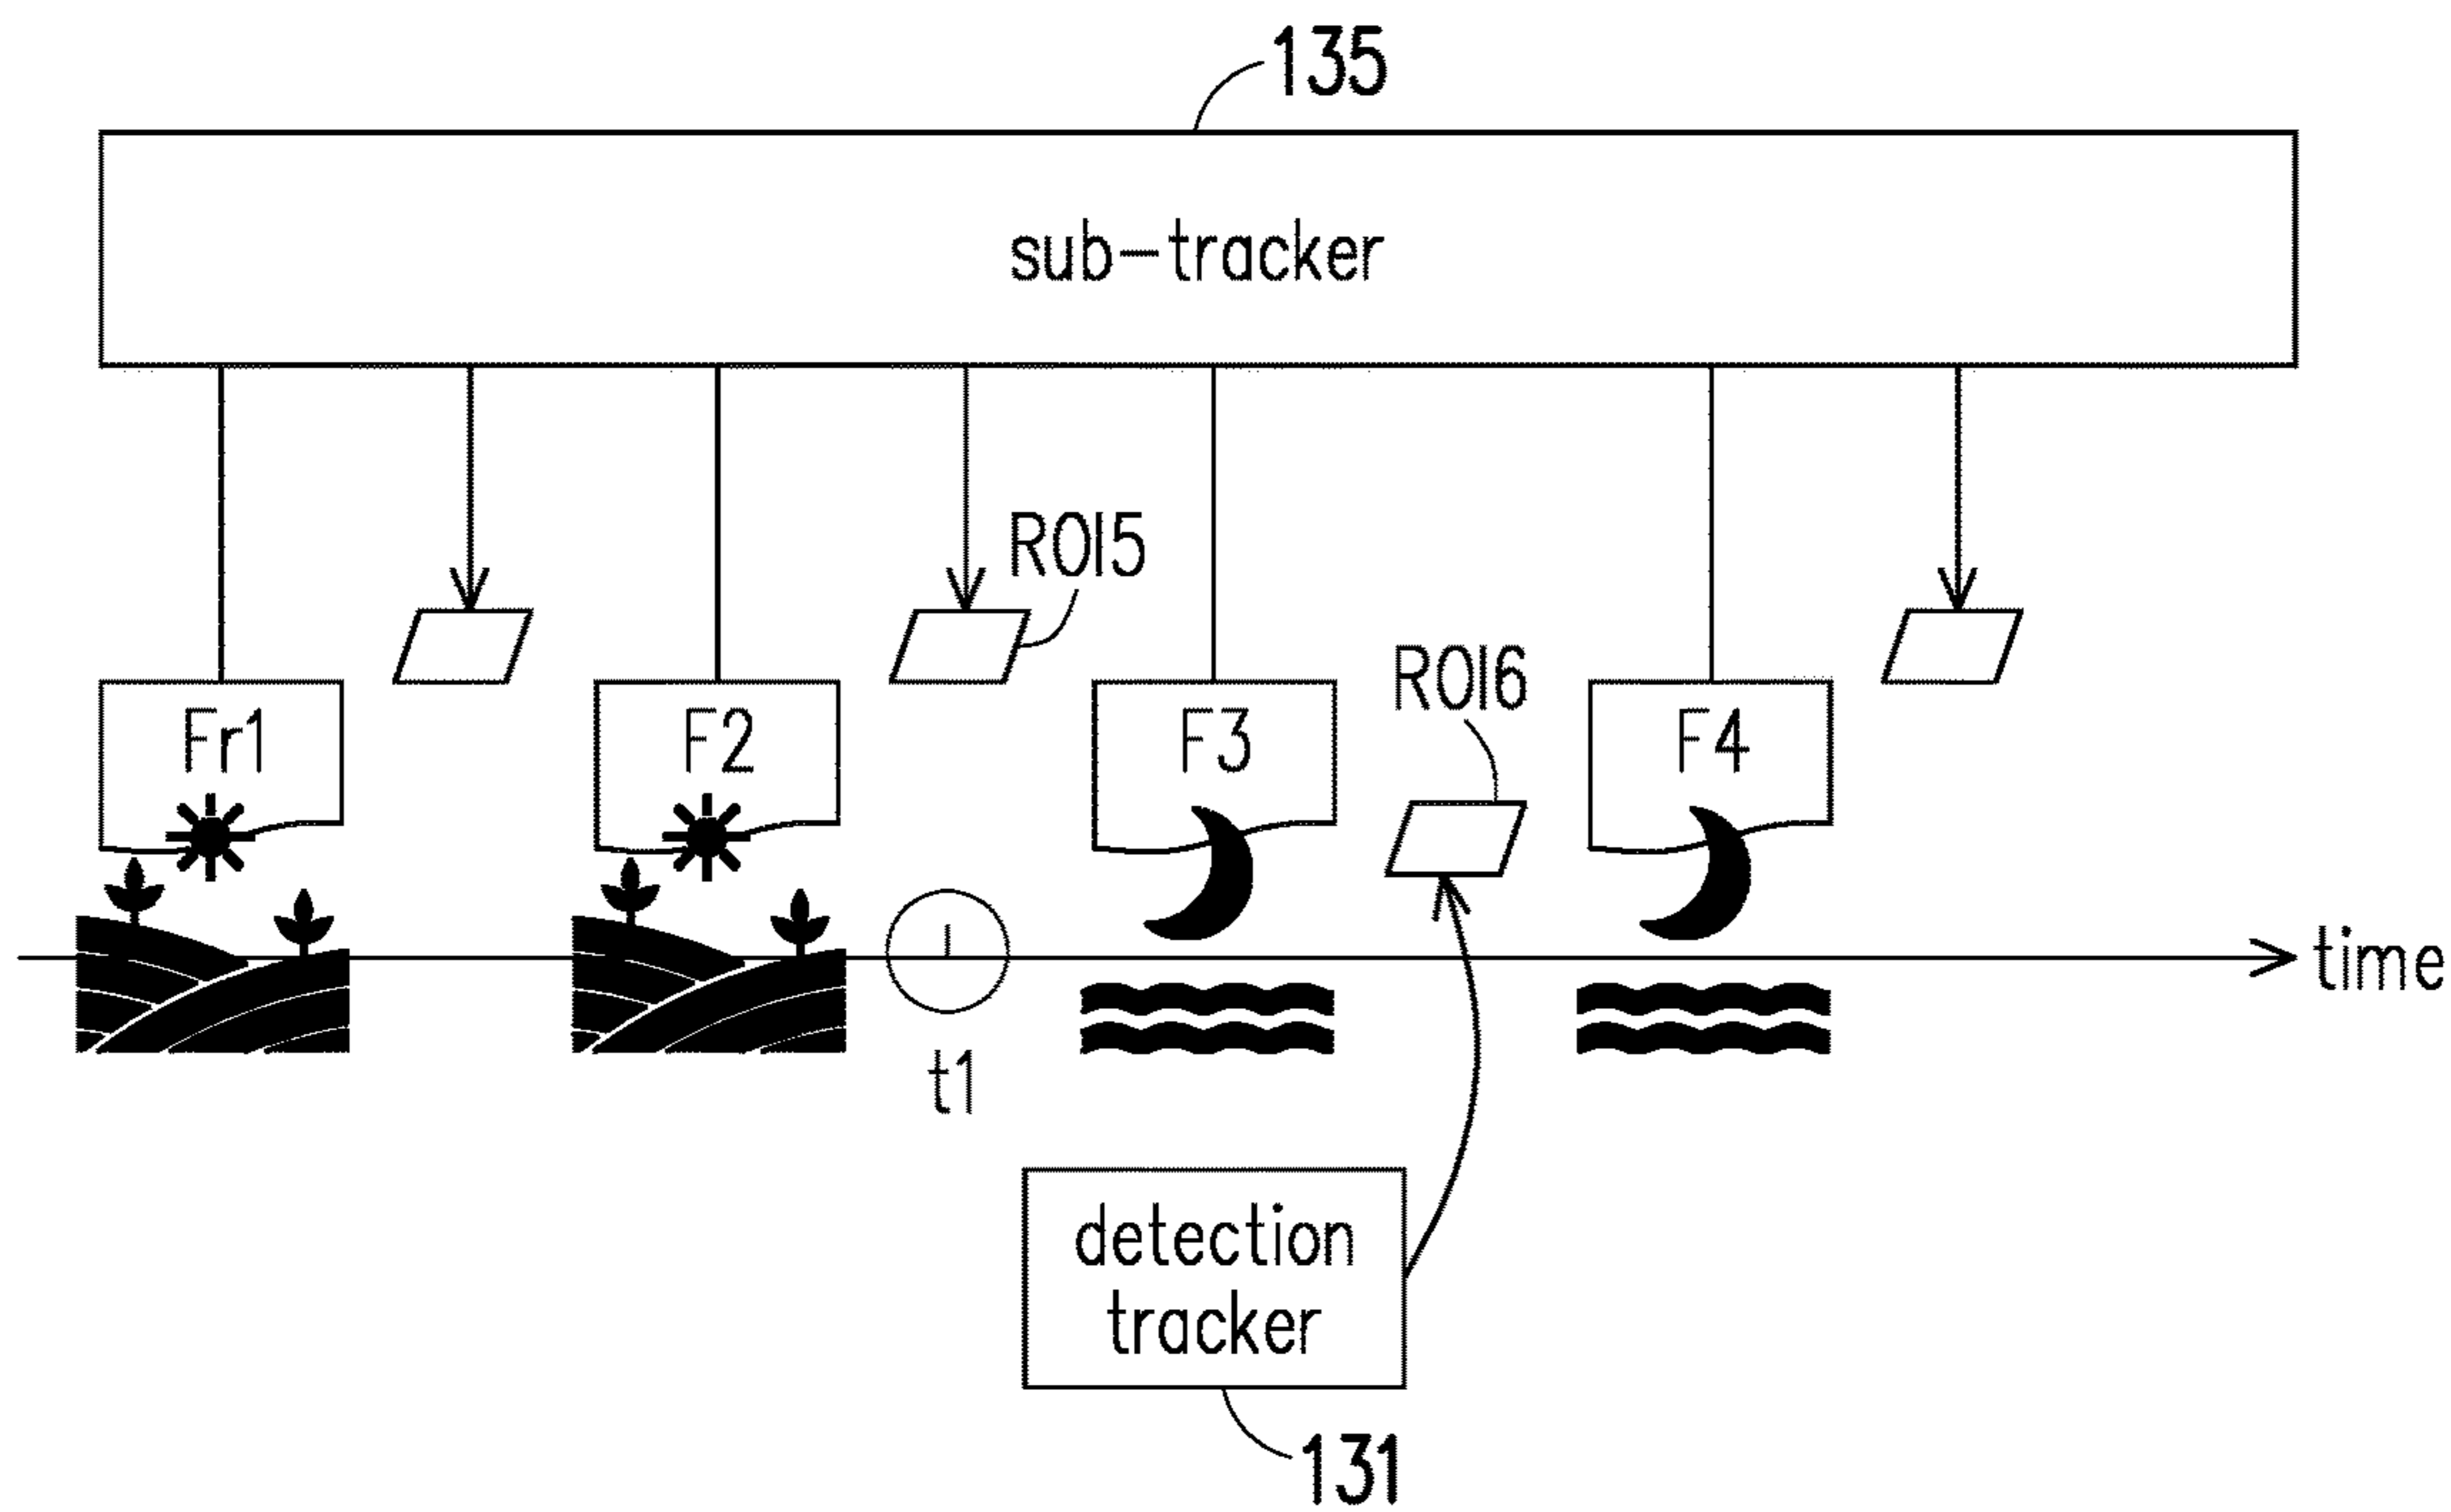 135
sub-tracker
ROI5
ROI6
Fr1
F2
F3
F4
time
t1
detection
tracker
131